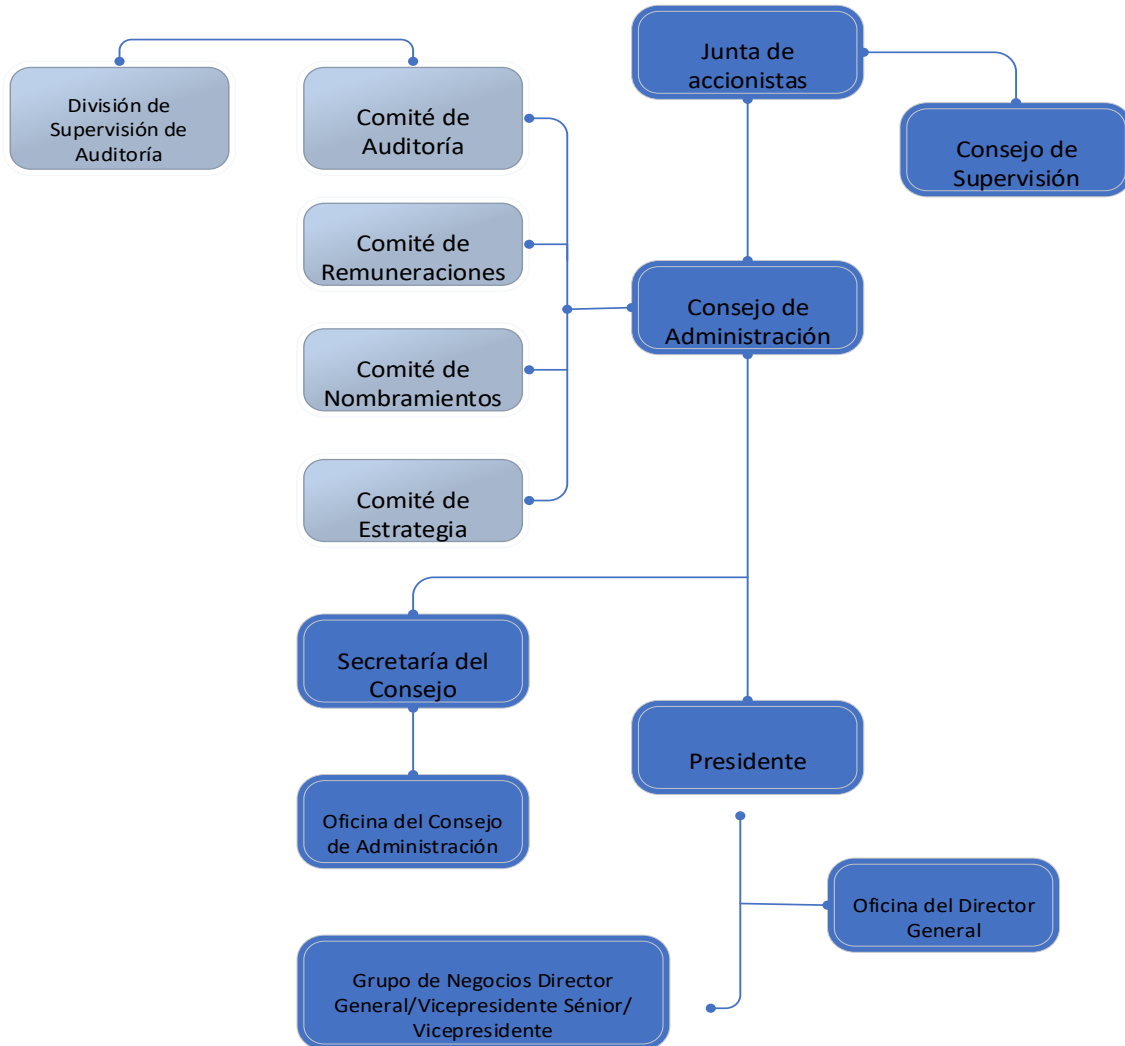 Junta de
accionistas
División de
Supervisión de
Auditoría
Comité de
Auditoría
Consejo de
Supervisión
Comité de
Remuneraciones
Consejo de
Administración
Comité de
Nombramientos
Comité de
Estrategia
Secretaría del
Consejo
Presidente
Oficina del Consejo
de Administración
Oficina del Director
General
Grupo de Negocios Director
General/Vicepresidente Sénior/
Vicepresidente